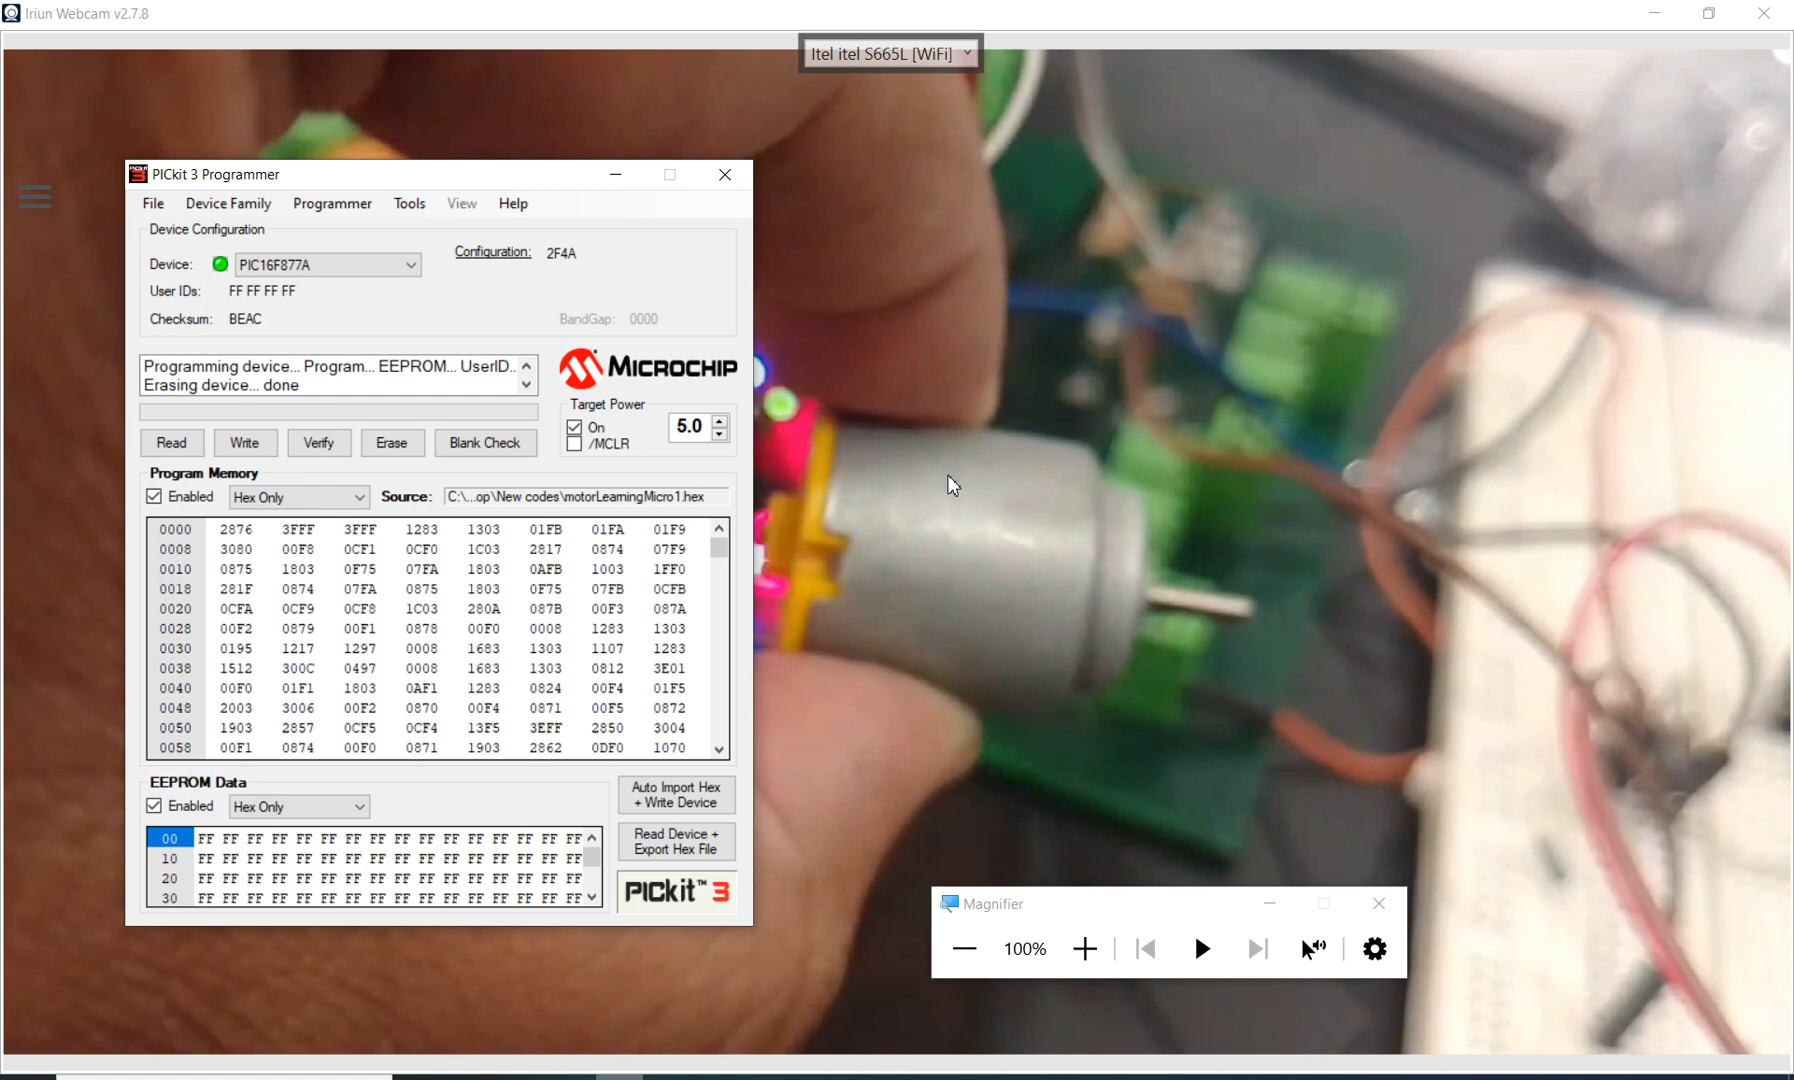 Iriun Webcam v2.7.8
Itel itel S665L [WiFi]
PICkit 3 Programmer
File Device Family Programmer Tools View Help
Device Configuration
Device: PIC16F877A
Configuration: 2F4A
User IDs: FF FF FF FF
Checksum: BEAC
BandGap: 0000
Programming device... Program... EEPROM... UserID..
Erasing device... done
MICROCHIP
Target Power
On
/MCLR
5.0
Read Write Verify Erase Blank Check
Program Memory
Enabled Hex Only Source: C:\...op\New codes\motorLearningMicro1.hex
0000 2876 3FFF 3FFF 1283 1303 01FB 01FA 01F9
0008 3080 00F8 0CF1 0CF0 1C03 2817 0874 07F9
0010 0875 1803 0F75 07FA 1803 0AFB 1003 1FF0
0018 281F 0874 07FA 0875 1803 0F75 07FB 0CFB
0020 0CFA 0CF9 0CF8 1C03 280A 087B 00F3 087A
0028 00F2 0879 00F1 0878 00F0 0008 1283 1303
0030 0195 1217 1297 0008 1683 1303 1107 1283
0038 1512 300C 0497 0008 1683 1303 0812 3E01
0040 00F0 01F1 1803 0AF1 1283 0824 00F4 01F5
0048 2003 3006 00F2 0870 00F4 0871 00F5 0872
0050 1903 2857 0CF5 0CF4 13F5 3EFF 2850 3004
0058 00F1 0874 00F0 0871 1903 2862 0DF0 1070
EEPROM Data
Enabled Hex Only
00 FF FF FF FF FF FF FF FF FF FF FF FF FF FF FF FF
10 FF FF FF FF FF FF FF FF FF FF FF FF FF FF FF FF
20 FF FF FF FF FF FF FF FF FF FF FF FF FF FF FF FF
30 FF FF FF FF FF FF FF FF FF FF FF FF FF FF FF FF
Auto Import Hex
+ Write Device
Read Device +
Export Hex File
PICkit™ 3
Magnifier
100%